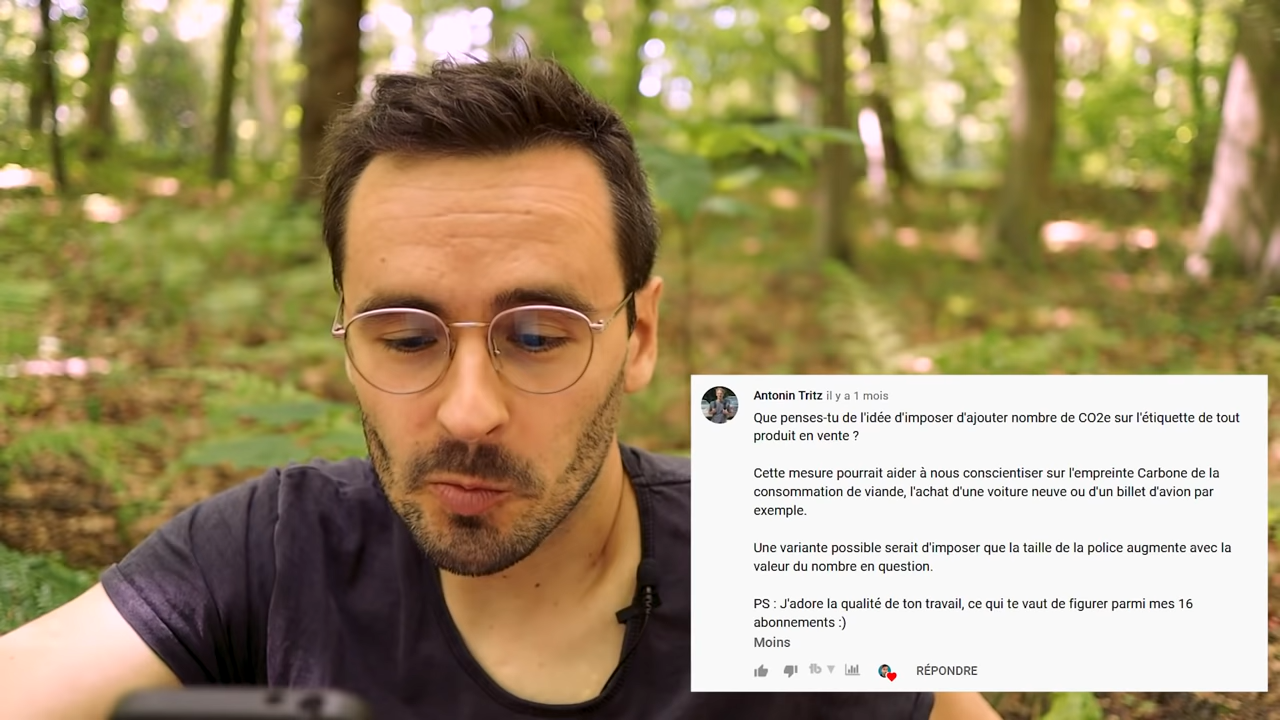 Antonin Tritz il y a 1 mois
Que penses-tu de l'idée d'imposer d'ajouter nombre de CO2e sur l'étiquette de tout
produit en vente ?
Cette mesure pourrait aider à nous conscientiser sur l'empreinte Carbone de la
consommation de viande, l'achat d'une voiture neuve ou d'un billet d'avion par
exemple.
Une variante possible serait d'imposer que la taille de la police augmente avec la
valeur du nombre en question.
PS : J'adore la qualité de ton travail, ce qui te vaut de figurer parmi mes 16
abonnements :)
Moins
RÉPONDRE